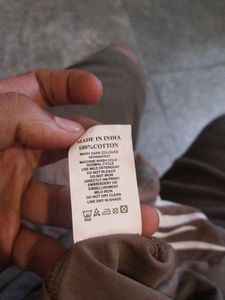 MADE IN INDIA
100%COTTON
WASH DARK COLOURS
SEPARATELY
MACHINE WASH COLD-
NORMAL CYCLE
USE MILD DETERGENT
DO NOT BLEACH
DO NOT IRON
DIRECTLY ON PRINT/
EMBROIDERY OR
EMBELLISHMENT
MILD IRON
DO NOT DRY CLEAN
LINE DRY IN SHADE